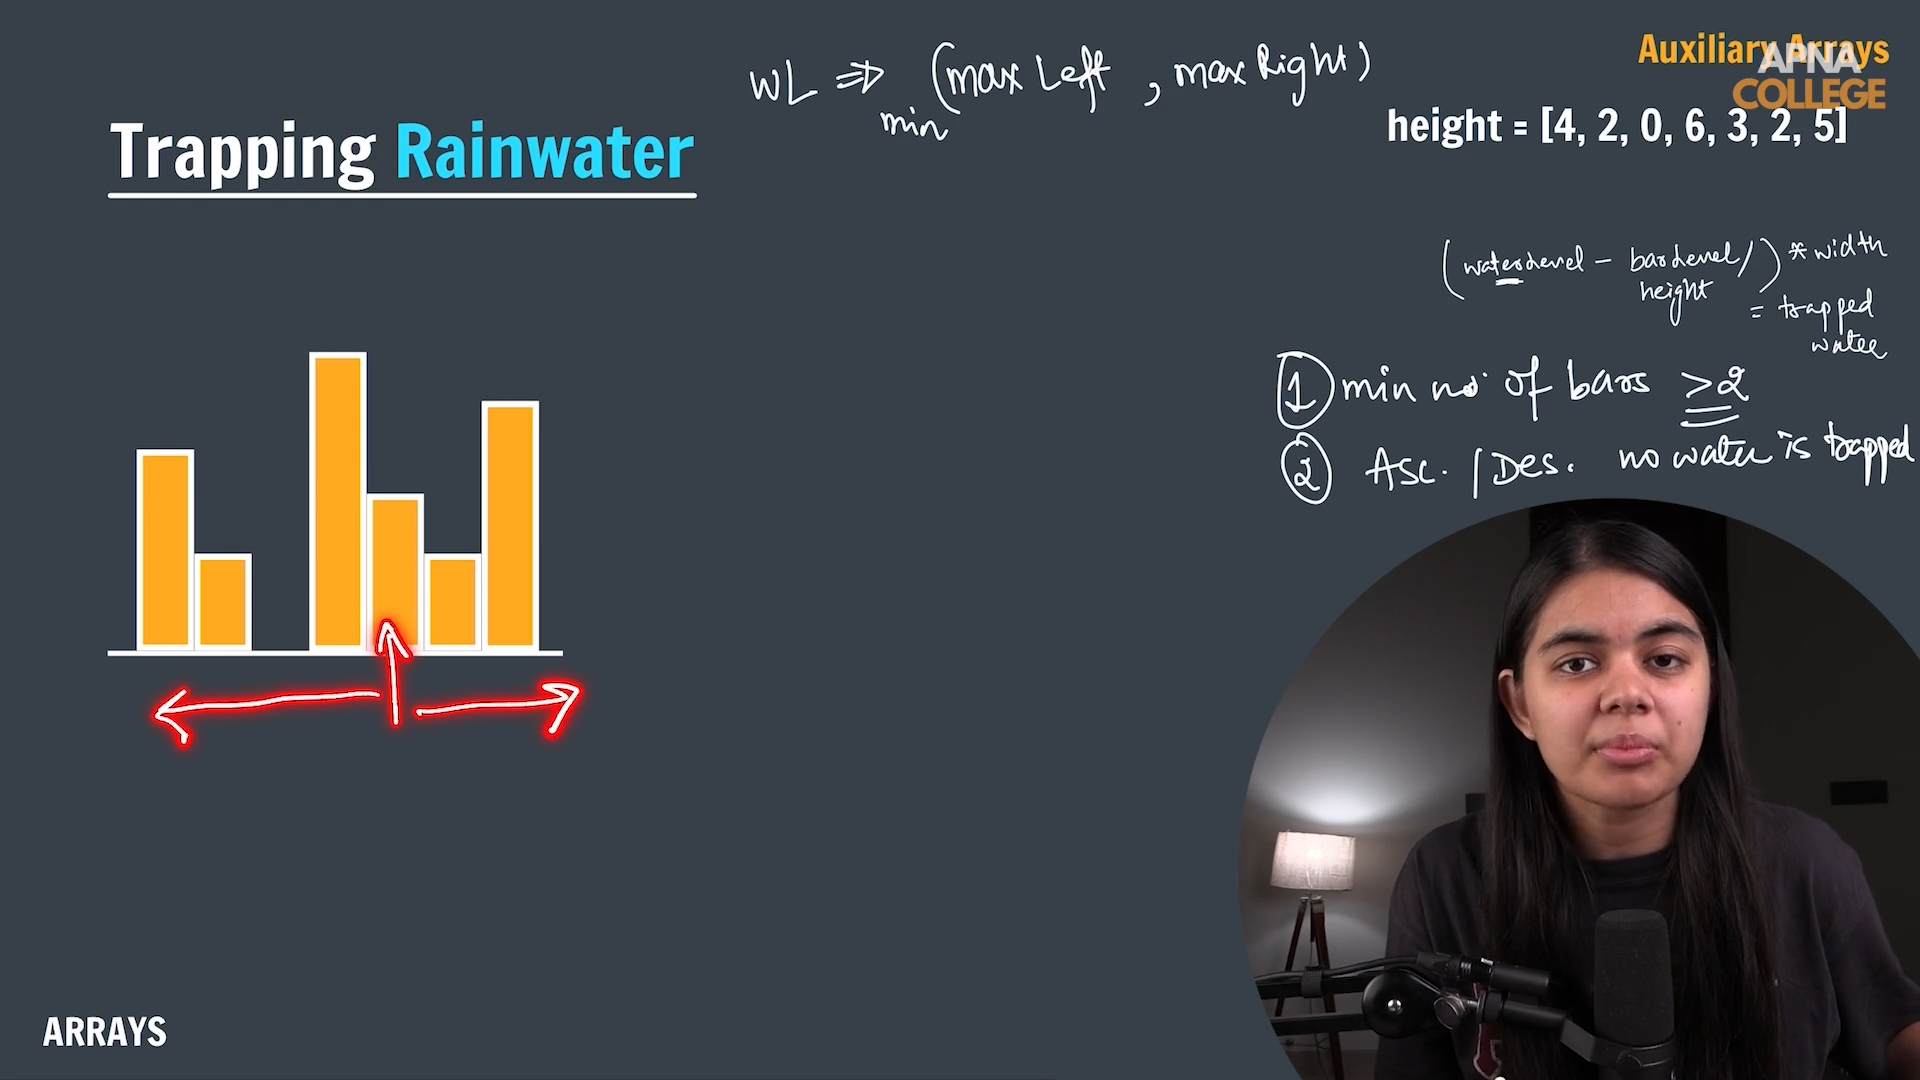 WL ⇒ min (max Left , max Right)
Auxiliary Arrays
APNA
COLLEGE
height = [4, 2, 0, 6, 3, 2, 5]
Trapping Rainwater
(waterlevel - barlevel/height) * width
= trapped
water
① min no. of bars >2
② Asc. / Des. no water is trapped
ARRAYS